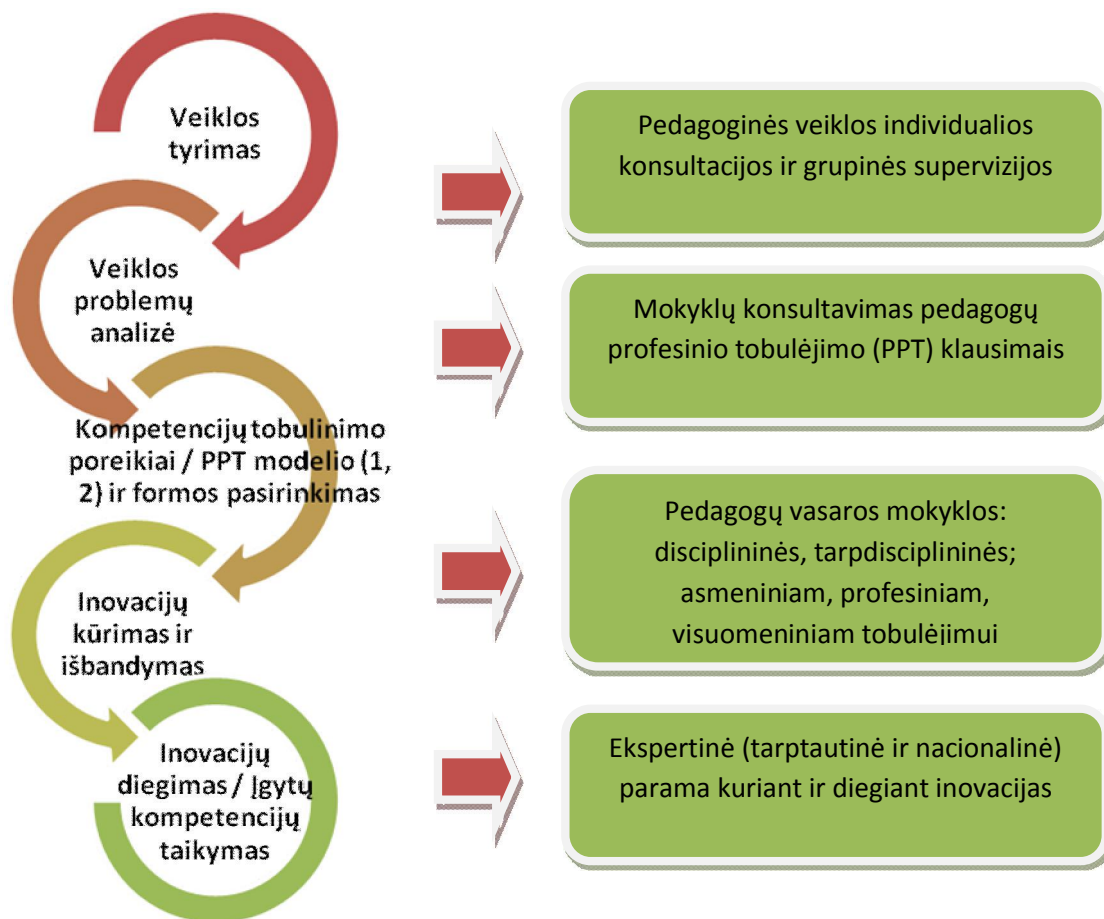 Veiklos
tyrimas
Veiklos
problemų
analizė
Kompetencijų tobulinimo
poreikiai / PPT modelio (1,
2) ir formos pasirinkimas
Inovacijų
kūrimas ir
išbandymas
Inovacijų
diegimas / Įgytų
kompetencijų
taikymas
Pedagoginės veiklos individualios
konsultacijos ir grupinės supervizijos
Mokyklų konsultavimas pedagogų
profesinio tobulėjimo (PPT) klausimais
Pedagogų vasaros mokyklos:
disciplininės, tarpdisciplininės;
asmeniniam, profesiniam,
visuomeniniam tobulėjimui
Ekspertinė (tarptautinė ir nacionalinė)
parama kuriant ir diegiant inovacijas